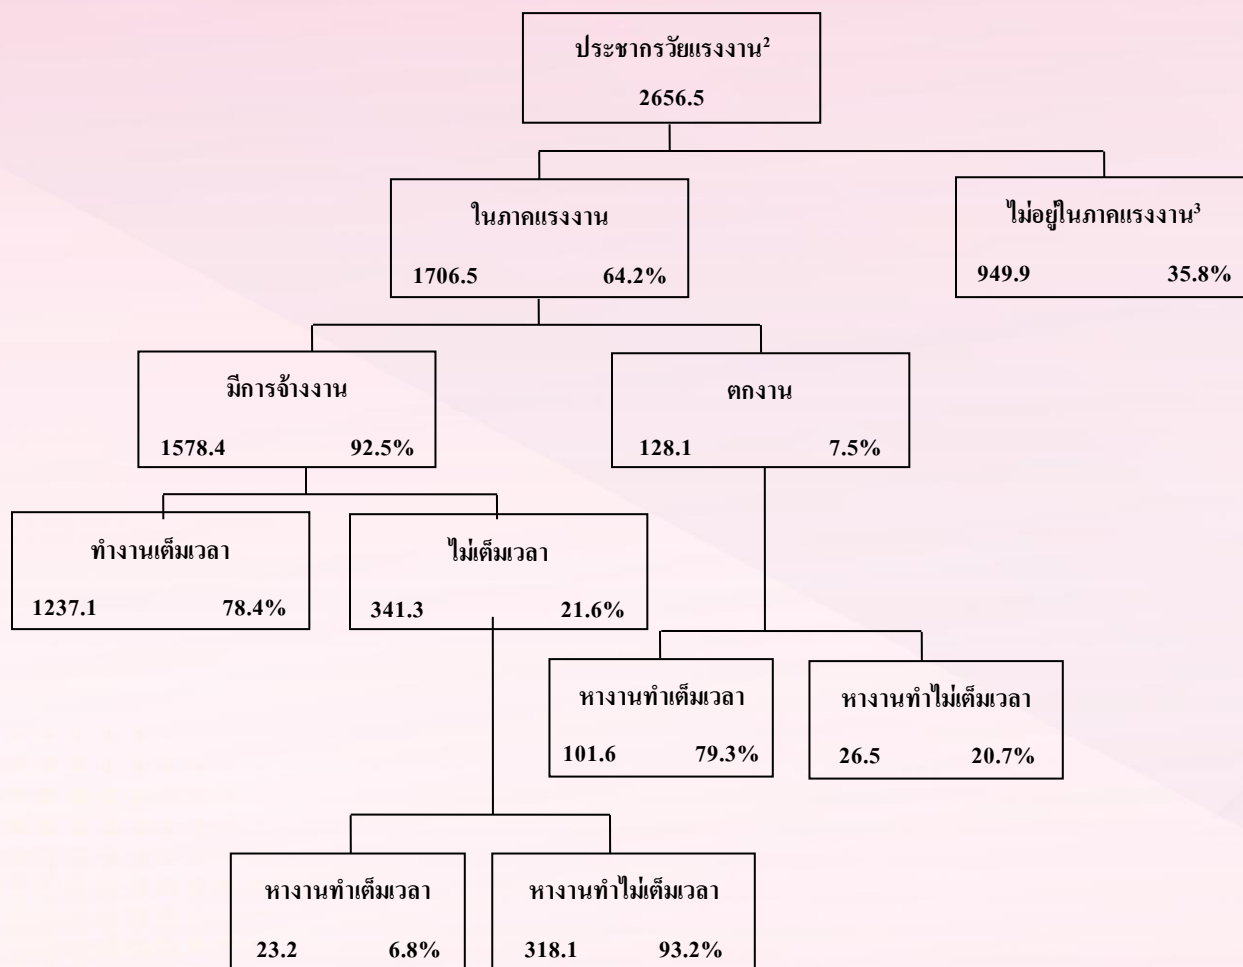 ประชากรวัยแรงงาน²
2656.5
ในภาคแรงงาน
1706.5 64.2%
ไม่อยู่ในภาคแรงงาน³
949.9 35.8%
มีการจ้างงาน
1578.4 92.5%
ตกงาน
128.1 7.5%
ทำงานเต็มเวลา
1237.1 78.4%
ไม่เต็มเวลา
341.3 21.6%
หางานทำเต็มเวลา
101.6 79.3%
หางานทำไม่เต็มเวลา
26.5 20.7%
หางานทำเต็มเวลา
23.2 6.8%
หางานทำไม่เต็มเวลา
318.1 93.2%